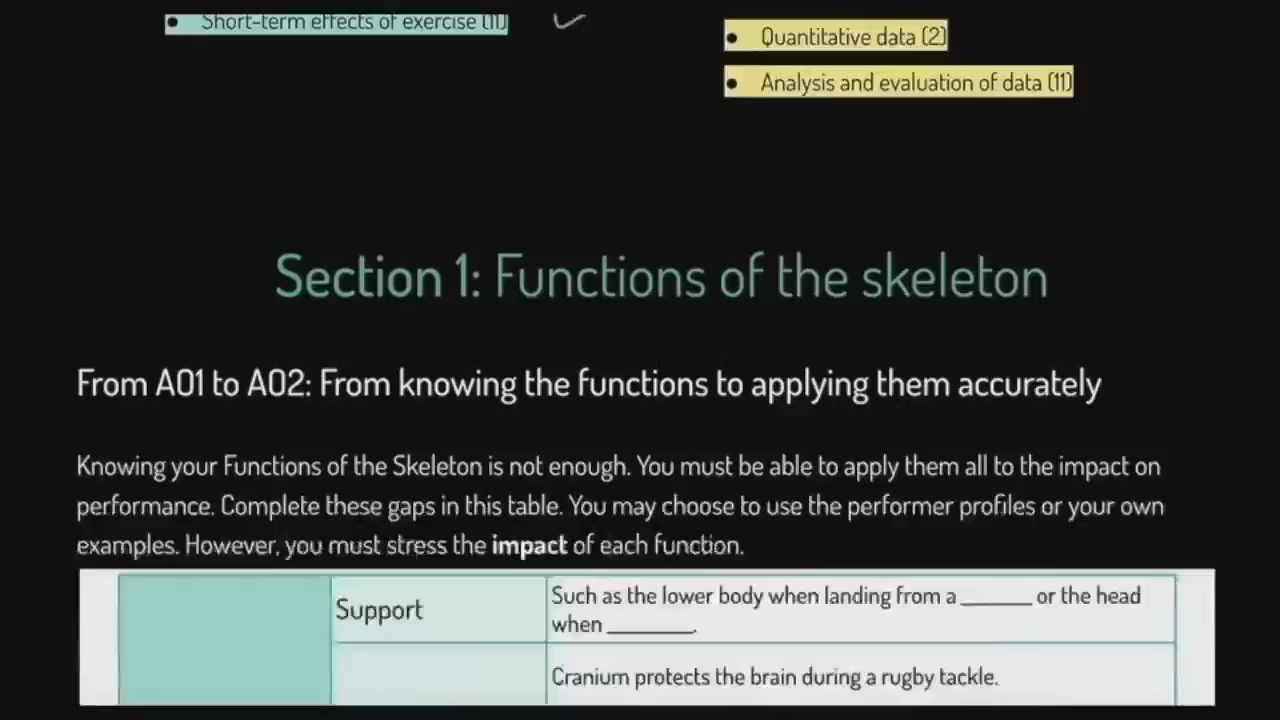 • Short-term effects of exercise (11)
• Quantitative data (2)
• Analysis and evaluation of data (11)
Section 1: Functions of the skeleton
From AO1 to AO2: From knowing the functions to applying them accurately
Knowing your Functions of the Skeleton is not enough. You must be able to apply them all to the impact on
performance. Complete these gaps in this table. You may choose to use the performer profiles or your own
examples. However, you must stress the impact of each function.
Support
Such as the lower body when landing from a ______ or the head
when _______.
Cranium protects the brain during a rugby tackle.